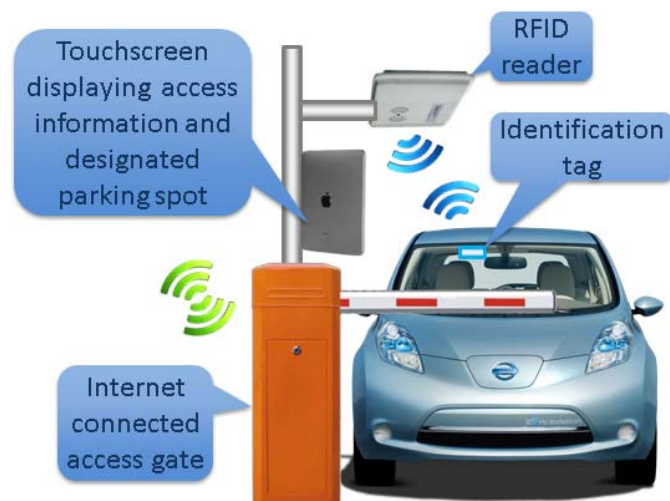 Touchscreen
displaying access
information and
designated
parking spot
RFID
reader
Identification
tag
Internet
connected
access gate